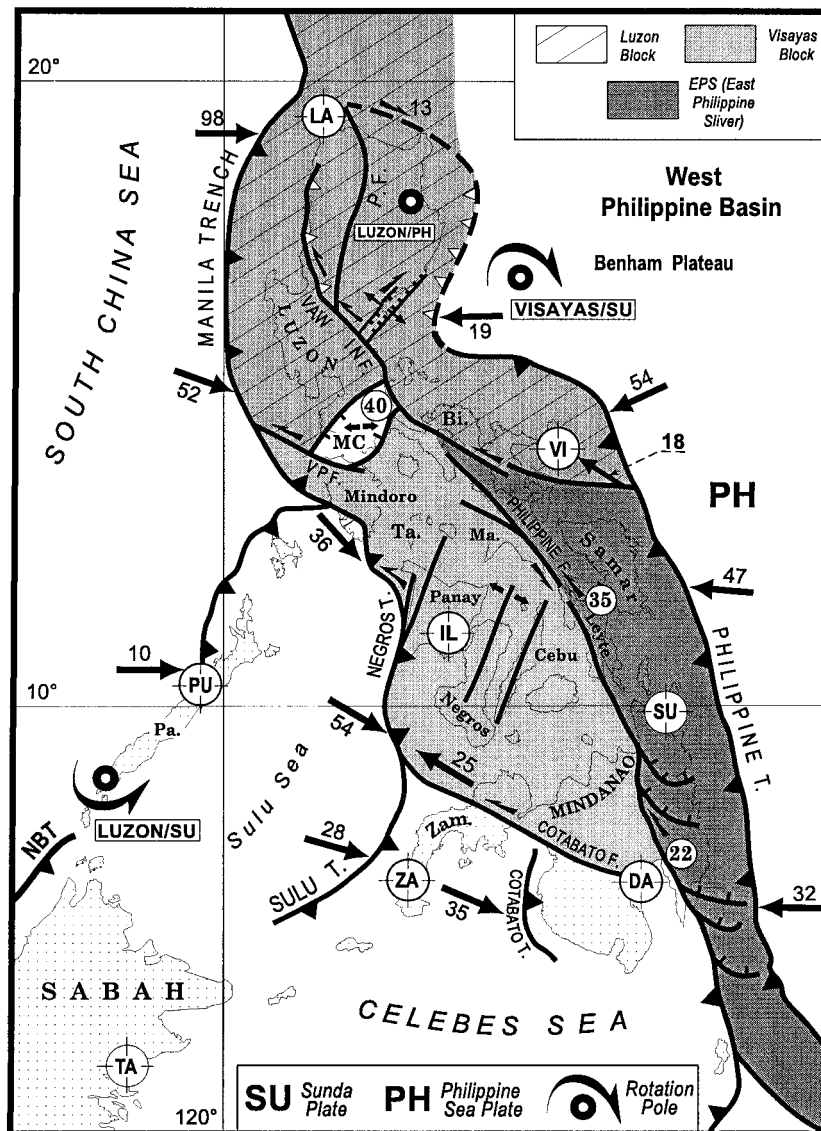 20°
Luzon
Block
Visayas
Block
EPS (East
Philippine
Sliver)
LA
13
98
SOUTH CHINA SEA
MANILA TRENCH
P.F.
LUZON/PH
West
Philippine Basin
Benham Plateau
VISAYAS/SU
19
VAW
LUZON
I.N.F.
52
40
MC
Bi.
54
VI
18
V.P.F.
Mindoro
PH
36
Ta.
Ma.
PHILIPPINE F.
Samar
35
Leyte
47
NEGROS T.
Panay
IL
Cebu
Negros
10
PU
10°
Pa.
SU
PHILIPPINE T.
54
25
Sulu Sea
MINDANAO
LUZON/SU
NBT
28
Zam.
COTABATO F.
22
SULU T.
ZA
35
COTABATO T.
DA
32
SABAH
CELEBES SEA
TA
120°
SU Sunda
Plate
PH Philippine
Sea Plate
Rotation
Pole